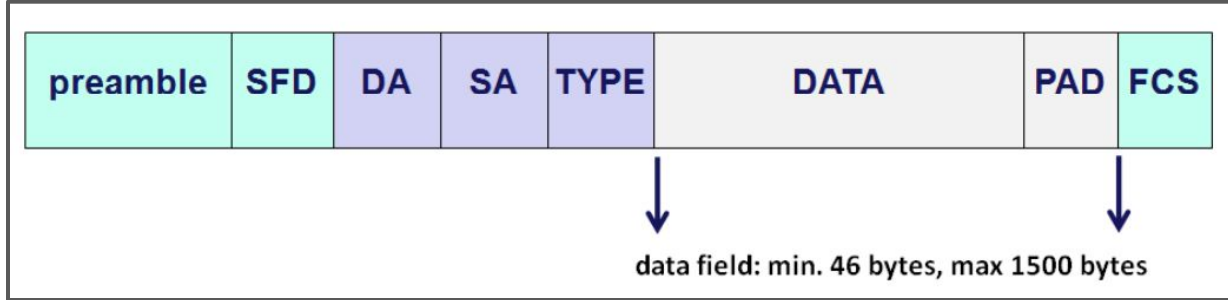 preamble SFD DA SA TYPE DATA PAD FCS
data field: min. 46 bytes, max 1500 bytes